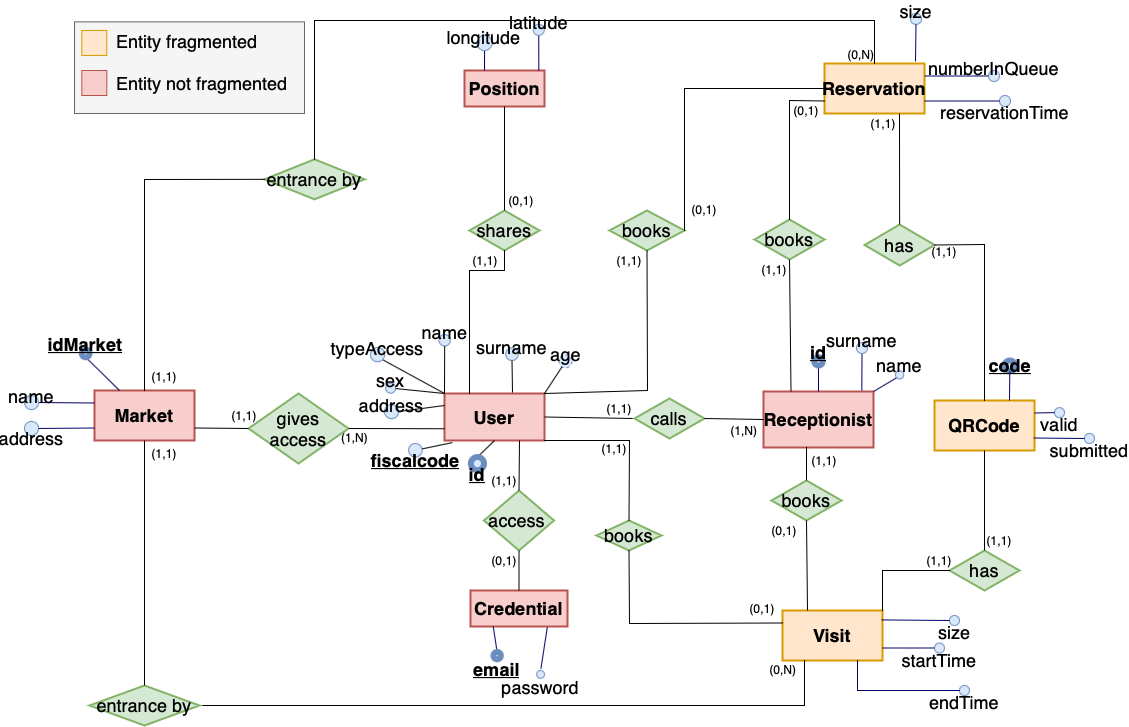 size
latitude
longitude
Entity fragmented
(0,N)
numberInQueue
Entity not fragmented
Position
Reservation
(0,1)
reservationTime
(1,1)
entrance by
(0,1)
(0,1)
shares
books
books
has
(1,1)
(1,1)
(1,1)
(1,1)
name
idMarket
typeAccess
surname
age
id
surname
name
code
(1,1)
sex
name
address
Market
(1,1)
gives
access
(1,N)
User
(1,1)
calls
(1,N)
Receptionist
QRCode
valid
address
submitted
(1,1)
fiscalcode
id
(1,1)
(1,1)
(1,1)
access
books
(0,1)
books
(1,1)
(0,1)
(1,1)
has
Credential
(0,1)
Visit
size
email
(0,N)
startTime
password
entrance by
endTime